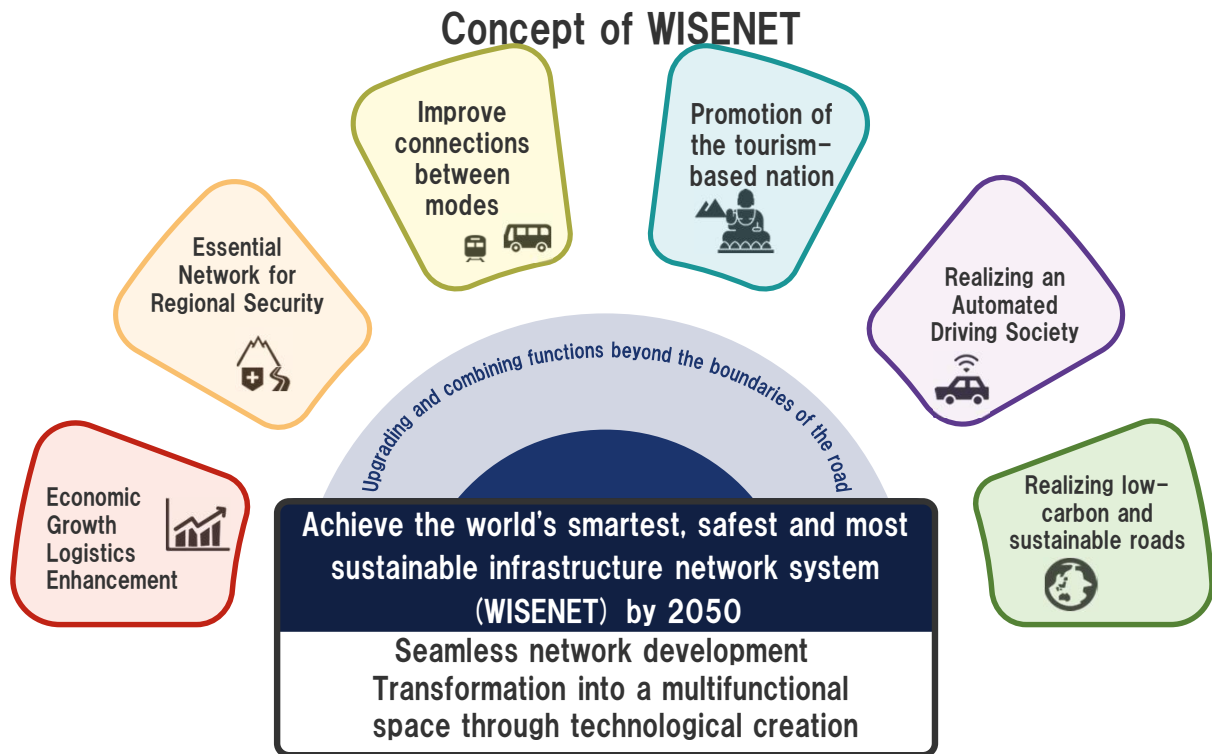 Concept of WISENET
Improve
connections
between
modes
Promotion of
the tourism-
based nation
Essential
Network for
Regional Security
Realizing an
Automated
Driving Society
Upgrading and combining functions beyond the boundaries of the road
Economic
Growth
Logistics
Enhancement
Realizing low-
carbon and
sustainable roads
Achieve the world's smartest, safest and most
sustainable infrastructure network system
(WISENET) by 2050
Seamless network development
Transformation into a multifunctional
space through technological creation